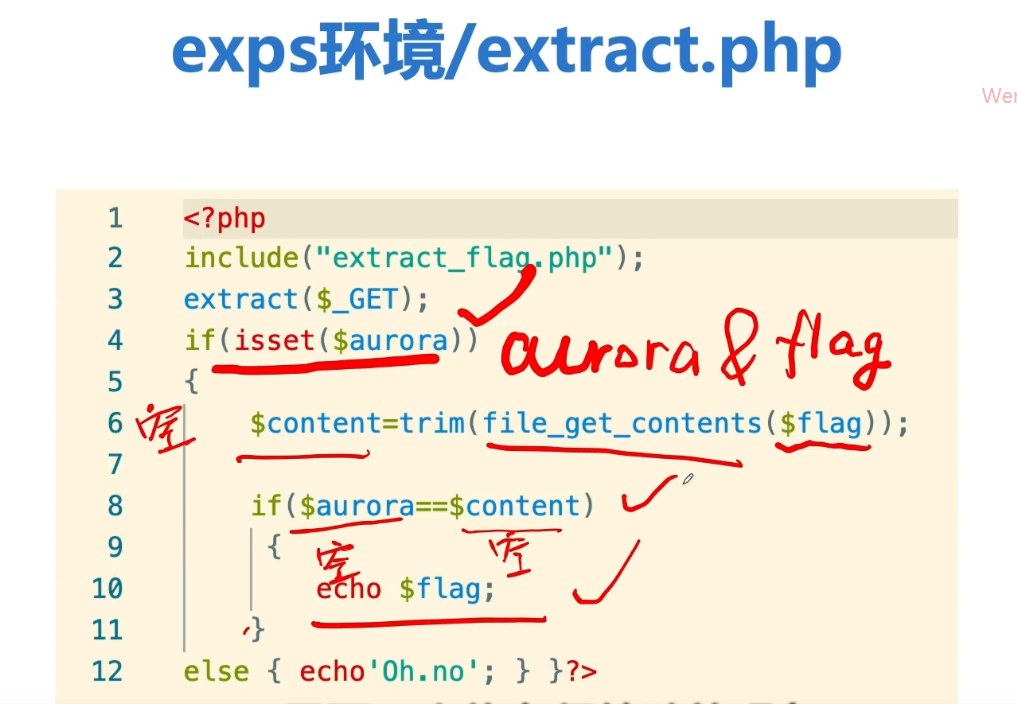 exps环境/extract.php
Wer
1 <?php
2 include("extract_flag.php");
3 extract($_GET);
4 if(isset($aurora))
aurora & flag
5 {
6 $content=trim(file_get_contents($flag));
空
7
8 if($aurora==$content)
9 {
空 空
10 echo $flag;
11 }
12 else { echo'Oh.no'; } }?>